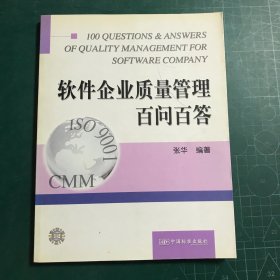 100 QUESTIONS & ANSWERS
OF QUALITY MANAGEMENT FOR
SOFTWARE COMPANY
软件企业质量管理
百问百答
张华 编著
ISO 9001
CMM
中国标准出版社